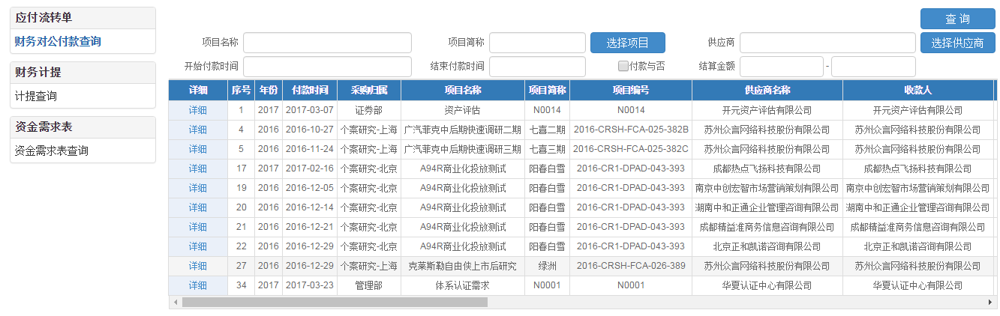 应付流转单
财务对公付款查询
财务计提
计提查询
资金需求表
资金需求表查询
查 询
项目名称 项目简称 选择项目 供应商 选择供应商
开始付款时间 结束付款时间 付款与否 结算金额 -
详细 序号 年份 付款时间 采购归属 项目名称 项目简称 项目编号 供应商名称 收款人
详细 1 2017 2017-03-07 证券部 资产评估 N0014 N0014 开元资产评估有限公司 开元资产评估有限公司
详细 4 2016 2016-10-27 个案研究-上海 广汽菲克中后期快速调研二期 七喜二期 2016-CRSH-FCA-025-382B 苏州众言网络科技股份有限公司 苏州众言网络科技股份有限公司
详细 5 2016 2016-11-24 个案研究-上海 广汽菲克中后期快速调研三期 七喜三期 2016-CRSH-FCA-025-382C 苏州众言网络科技股份有限公司 苏州众言网络科技股份有限公司
详细 17 2017 2017-02-16 个案研究-北京 A94R商业化投放测试 阳春白雪 2016-CR1-DPAD-043-393 成都热点飞扬科技有限公司 成都热点飞扬科技有限公司
详细 19 2016 2016-12-05 个案研究-北京 A94R商业化投放测试 阳春白雪 2016-CR1-DPAD-043-393 南京中创宏智市场营销策划有限公司 南京中创宏智市场营销策划有限公司
详细 20 2016 2016-12-14 个案研究-北京 A94R商业化投放测试 阳春白雪 2016-CR1-DPAD-043-393 湖南中和正通企业管理咨询有限公司 湖南中和正通企业管理咨询有限公司
详细 21 2016 2016-12-21 个案研究-北京 A94R商业化投放测试 阳春白雪 2016-CR1-DPAD-043-393 成都精益准商务信息咨询有限公司 成都精益准商务信息咨询有限公司
详细 22 2016 2016-12-29 个案研究-北京 A94R商业化投放测试 阳春白雪 2016-CR1-DPAD-043-393 北京正和凯诺咨询有限公司 北京正和凯诺咨询有限公司
详细 27 2016 2016-12-29 个案研究-上海 克莱斯勒自由侠上市后研究 绿洲 2016-CRSH-FCA-026-389 苏州众言网络科技股份有限公司 苏州众言网络科技股份有限公司
详细 34 2017 2017-03-23 管理部 体系认证需求 N0001 N0001 华夏认证中心有限公司 华夏认证中心有限公司